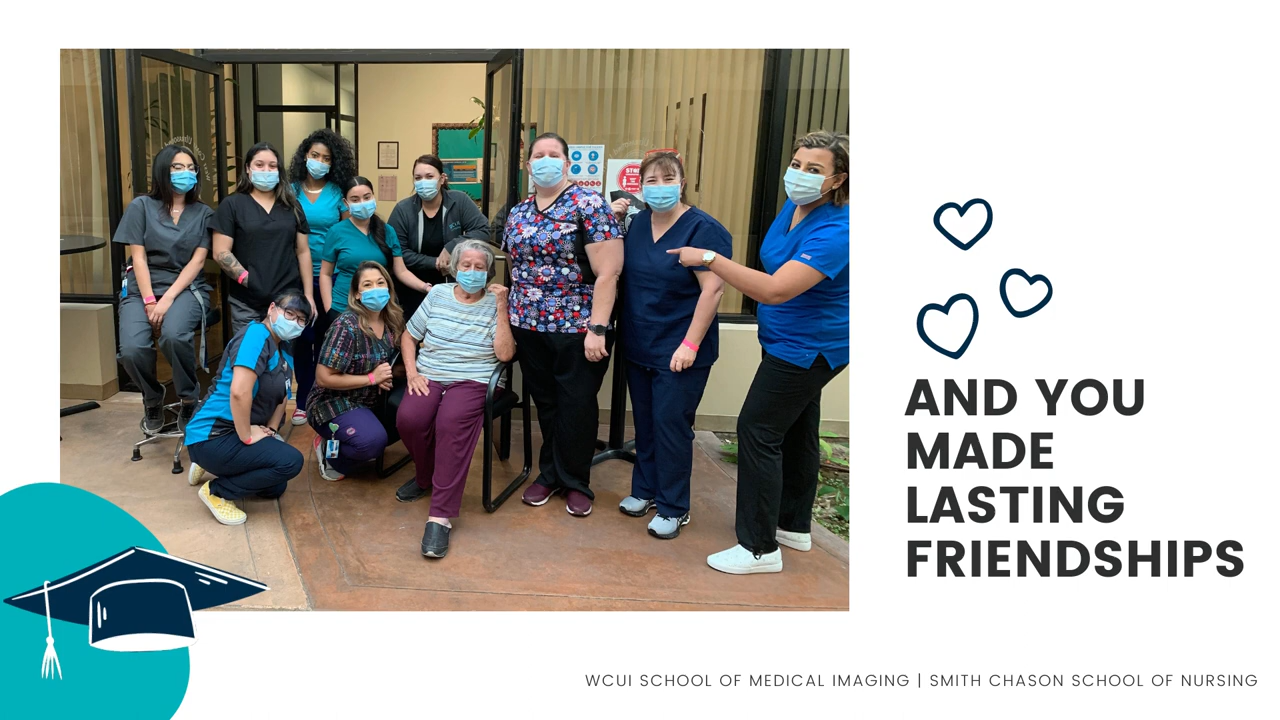 AND YOU
MADE
LASTING
FRIENDSHIPS
WCUI SCHOOL OF MEDICAL IMAGING | SMITH CHASON SCHOOL OF NURSING